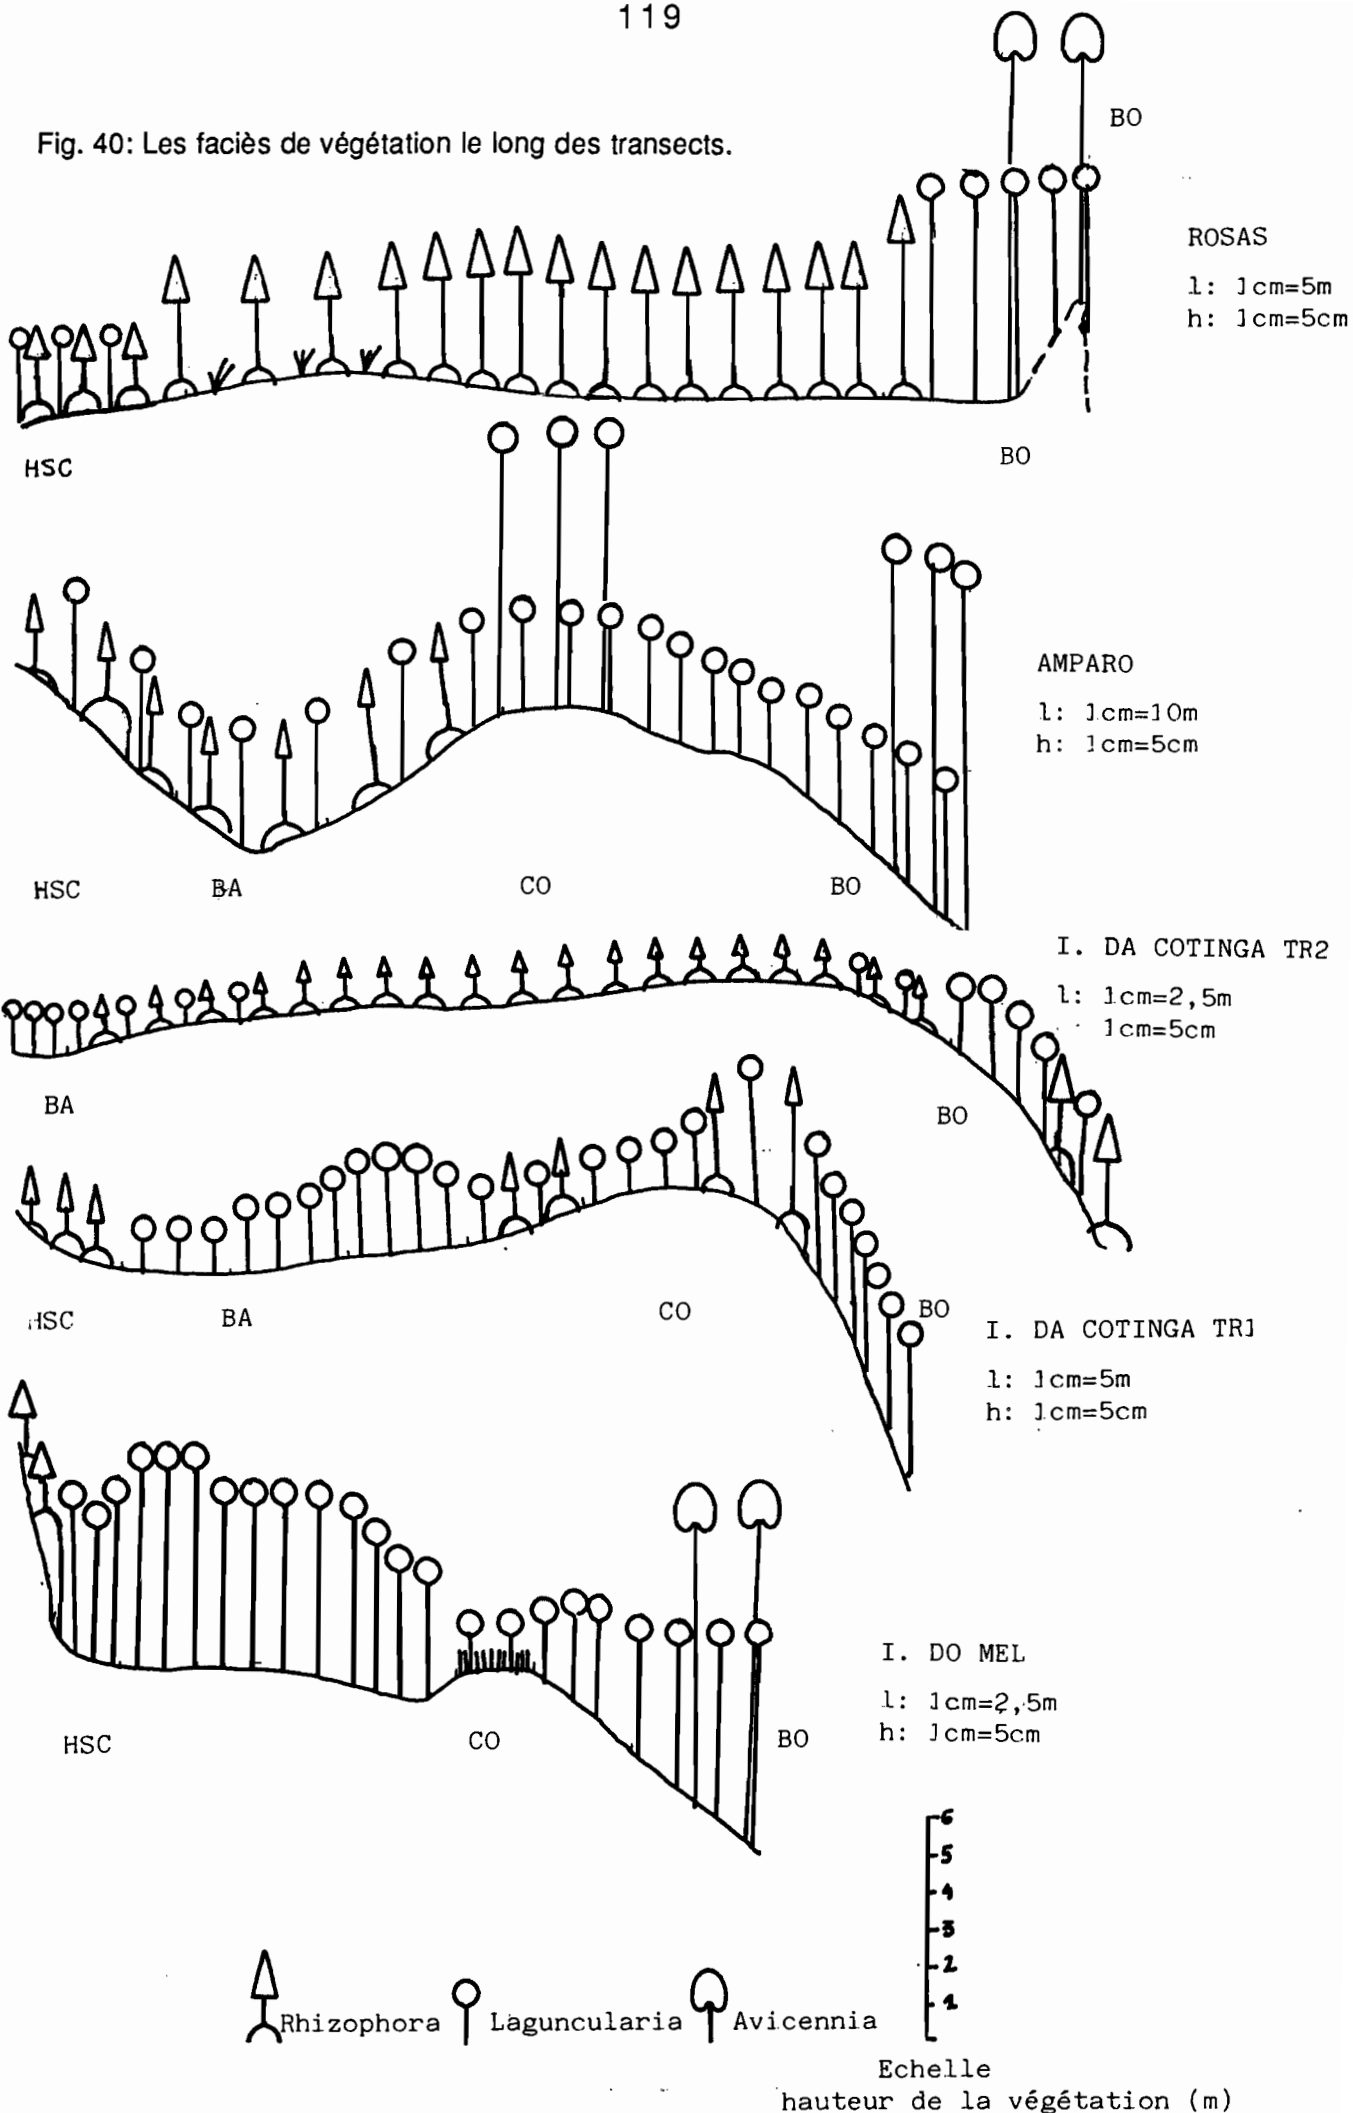 119
Fig. 40: Les faciès de végétation le long des transects.
BO
ROSAS
l: 1cm=5m
h: 1cm=5cm
HSC
BO
AMPARO
l: 1cm=10m
h: 1cm=5cm
HSC BA CO BO
I. DA COTINGA TR2
l: 1cm=2,5m
1cm=5cm
BA
BO
HSC BA CO BO
I. DA COTINGA TR1
l: 1cm=5m
h: 1cm=5cm
I. DO MEL
l: 1cm=2,5m
h: 1cm=5cm
HSC CO BO
6
5
4
3
2
1
Rhizophora Laguncularia Avicennia
Echelle
hauteur de la végétation (m)